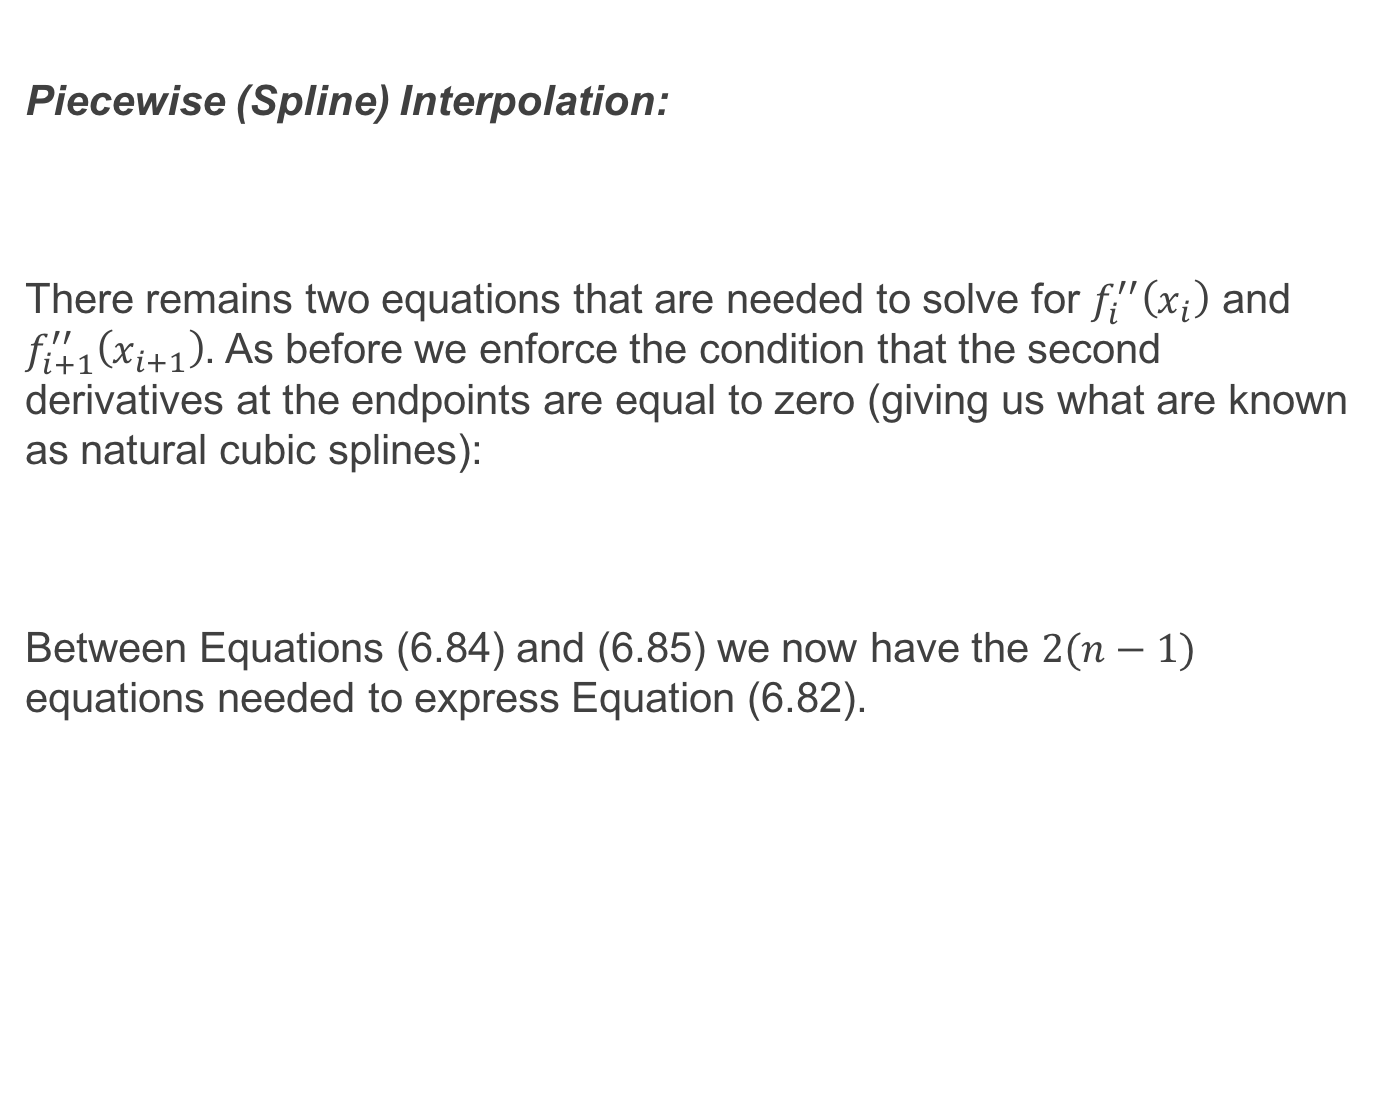 Piecewise (Spline) Interpolation:
There remains two equations that are needed to solve for $f_i''(x_i)$ and
$f_{i+1}''(x_{i+1})$. As before we enforce the condition that the second
derivatives at the endpoints are equal to zero (giving us what are known
as natural cubic splines):
Between Equations (6.84) and (6.85) we now have the $2(n-1)$
equations needed to express Equation (6.82).